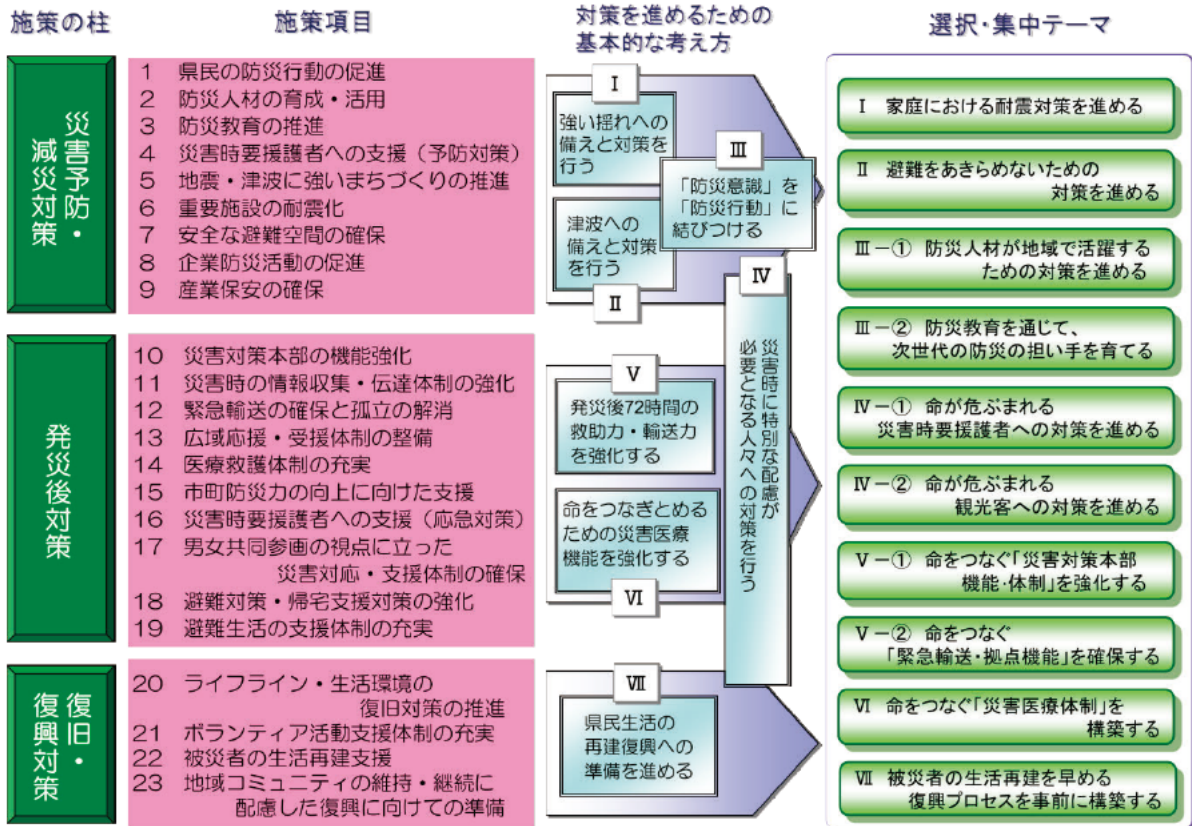 施策の柱
施策項目
対策を進めるための
基本的な考え方
選択・集中テーマ
災害予防・
減災対策
1 県民の防災行動の促進
2 防災人材の育成・活用
3 防災教育の推進
4 災害時要援護者への支援（予防対策）
5 地震・津波に強いまちづくりの推進
6 重要施設の耐震化
7 安全な避難空間の確保
8 企業防災活動の促進
9 産業保安の確保
発災後対策
10 災害対策本部の機能強化
11 災害時の情報収集・伝達体制の強化
12 緊急輸送の確保と孤立の解消
13 広域応援・受援体制の整備
14 医療救護体制の充実
15 市町防災力の向上に向けた支援
16 災害時要援護者への支援（応急対策）
17 男女共同参画の視点に立った
災害対応・支援体制の確保
18 避難対策・帰宅支援対策の強化
19 避難生活の支援体制の充実
復旧・
復興対策
20 ライフライン・生活環境の
復旧対策の推進
21 ボランティア活動支援体制の充実
22 被災者の生活再建支援
23 地域コミュニティの維持・継続に
配慮した復興に向けての準備
Ⅰ
強い揺れへの
備えと対策を
行う
津波への
備えと対策
を行う
Ⅱ
Ⅲ
「防災意識」を
「防災行動」に
結びつける
Ⅳ
災害時に特別な配慮が
必要となる人々への対策を行う
Ⅴ
発災後72時間の
救助力・輸送力
を強化する
命をつなぎとめる
ための災害医療
機能を強化する
Ⅵ
Ⅶ
県民生活の
再建復興への
準備を進める
Ⅰ 家庭における耐震対策を進める
Ⅱ 避難をあきらめないための
対策を進める
Ⅲ－① 防災人材が地域で活躍する
ための対策を進める
Ⅲ－② 防災教育を通じて、
次世代の防災の担い手を育てる
Ⅳ－① 命が危ぶまれる
災害時要援護者への対策を進める
Ⅳ－② 命が危ぶまれる
観光客への対策を進める
Ⅴ－① 命をつなぐ「災害対策本部
機能・体制」を強化する
Ⅴ－② 命をつなぐ
「緊急輸送・拠点機能」を確保する
Ⅵ 命をつなぐ「災害医療体制」を
構築する
Ⅶ 被災者の生活再建を早める
復興プロセスを事前に構築する